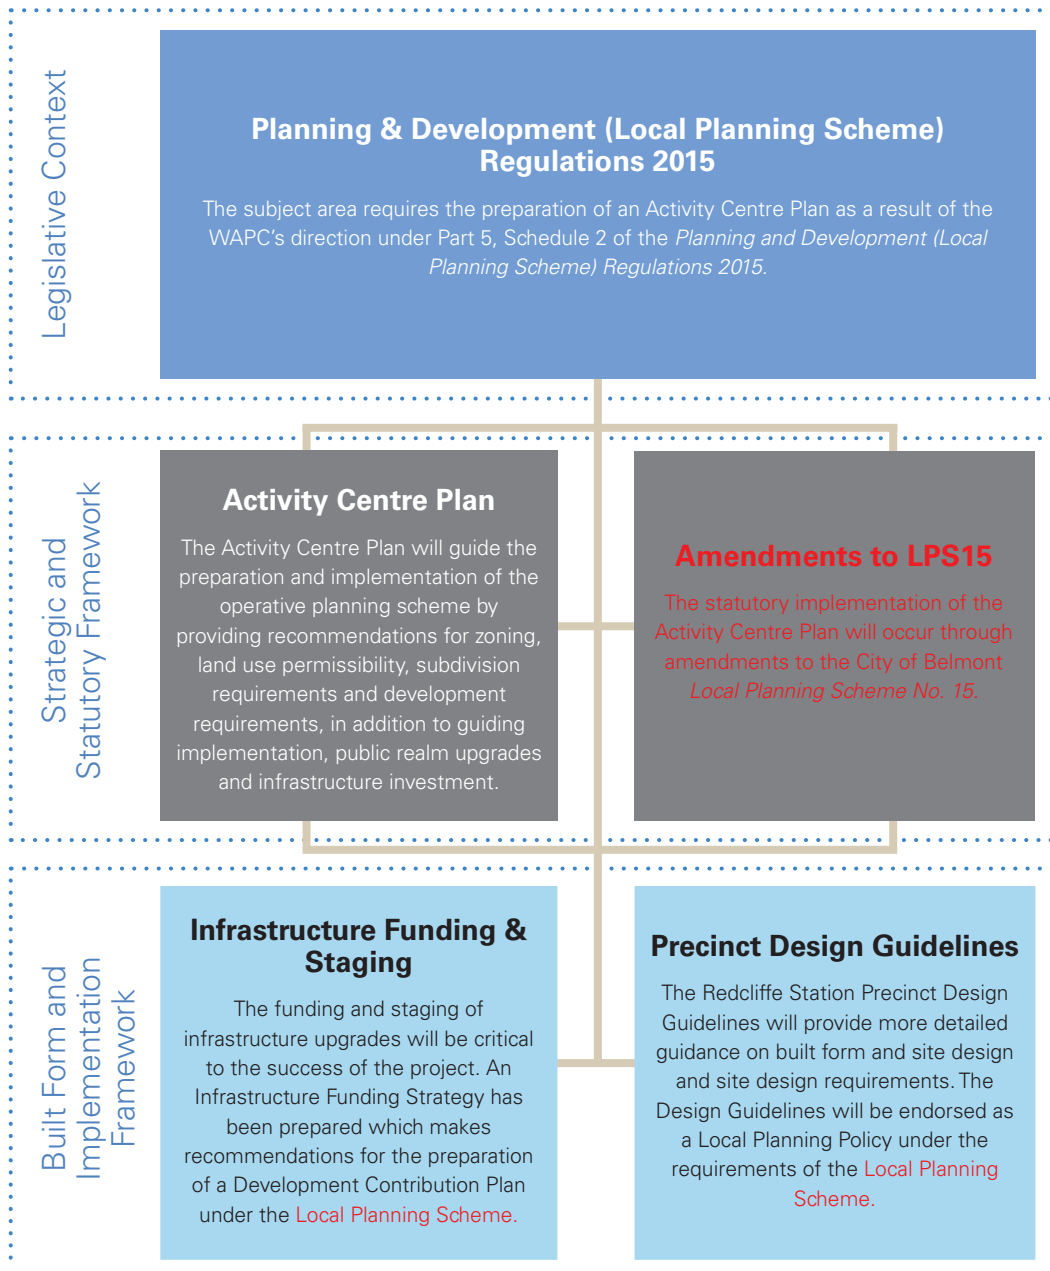 Legislative Context
Planning & Development (Local Planning Scheme)
Regulations 2015
The subject area requires the preparation of an Activity Centre Plan as a result of the
WAPC's direction under Part 5, Schedule 2 of the Planning and Development (Local
Planning Scheme) Regulations 2015.
Strategic and
Statutory Framework
Activity Centre Plan
The Activity Centre Plan will guide the
preparation and implementation of the
operative planning scheme by
providing recommendations for zoning,
land use permissibility, subdivision
requirements and development
requirements, in addition to guiding
implementation, public realm upgrades
and infrastructure investment.
Amendments to LPS15
The statutory implementation of the
Activity Centre Plan will occur through
amendments to the City of Belmont
Local Planning Scheme No. 15.
Built Form and
Implementation
Framework
Infrastructure Funding &
Staging
The funding and staging of
infrastructure upgrades will be critical
to the success of the project. An
Infrastructure Funding Strategy has
been prepared which makes
recommendations for the preparation
of a Development Contribution Plan
under the Local Planning Scheme.
Precinct Design Guidelines
The Redcliffe Station Precinct Design
Guidelines will provide more detailed
guidance on built form and site design
and site design requirements. The
Design Guidelines will be endorsed as
a Local Planning Policy under the
requirements of the Local Planning
Scheme.